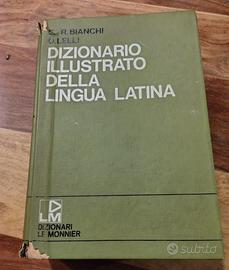 R. BIANCHI
O. LELLI
DIZIONARIO
ILLUSTRATO
DELLA
LINGUA LATINA
LM
DIZIONARI
LE MONNIER
subito